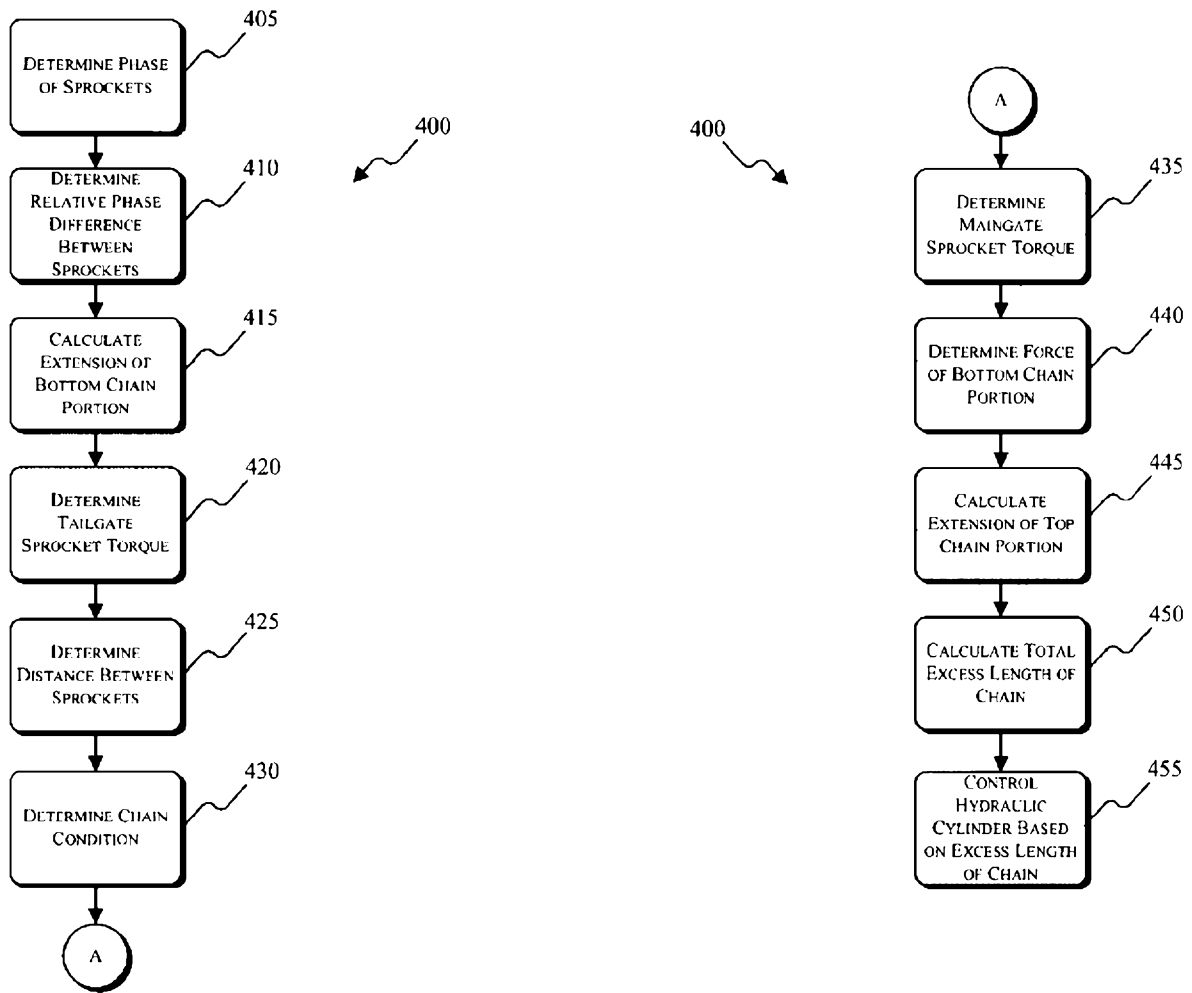 405
DETERMINE PHASE
OF SPROCKETS
400
410
DETERMINE
RELATIVE PHASE
DIFFERENCE
BETWEEN
SPROCKETS
415
CALCULATE
EXTENSION OF
BOTTOM CHAIN
PORTION
420
DETERMINE
TAILGATE
SPROCKET TORQUE
425
DETERMINE
DISTANCE BETWEEN
SPROCKETS
430
DETERMINE CHAIN
CONDITION
A
A
400
435
DETERMINE
MAINGATE
SPROCKET TORQUE
440
DETERMINE FORCE
OF BOTTOM CHAIN
PORTION
445
CALCULATE
EXTENSION OF TOP
CHAIN PORTION
450
CALCULATE TOTAL
EXCESS LENGTH OF
CHAIN
455
CONTROL
HYDRAULIC
CYLINDER BASED
ON EXCESS LENGTH
OF CHAIN